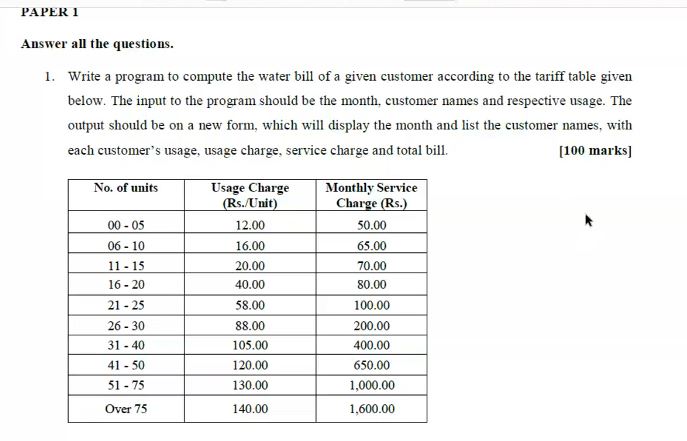 PAPER 1
Answer all the questions.
1. Write a program to compute the water bill of a given customer according to the tariff table given
below. The input to the program should be the month, customer names and respective usage. The
output should be on a new form, which will display the month and list the customer names, with
each customer's usage, usage charge, service charge and total bill. [100 marks]
No. of units Usage Charge Monthly Service
(Rs./Unit) Charge (Rs.)
00 - 05 12.00 50.00
06 - 10 16.00 65.00
11 - 15 20.00 70.00
16 - 20 40.00 80.00
21 - 25 58.00 100.00
26 - 30 88.00 200.00
31 - 40 105.00 400.00
41 - 50 120.00 650.00
51 - 75 130.00 1,000.00
Over 75 140.00 1,600.00